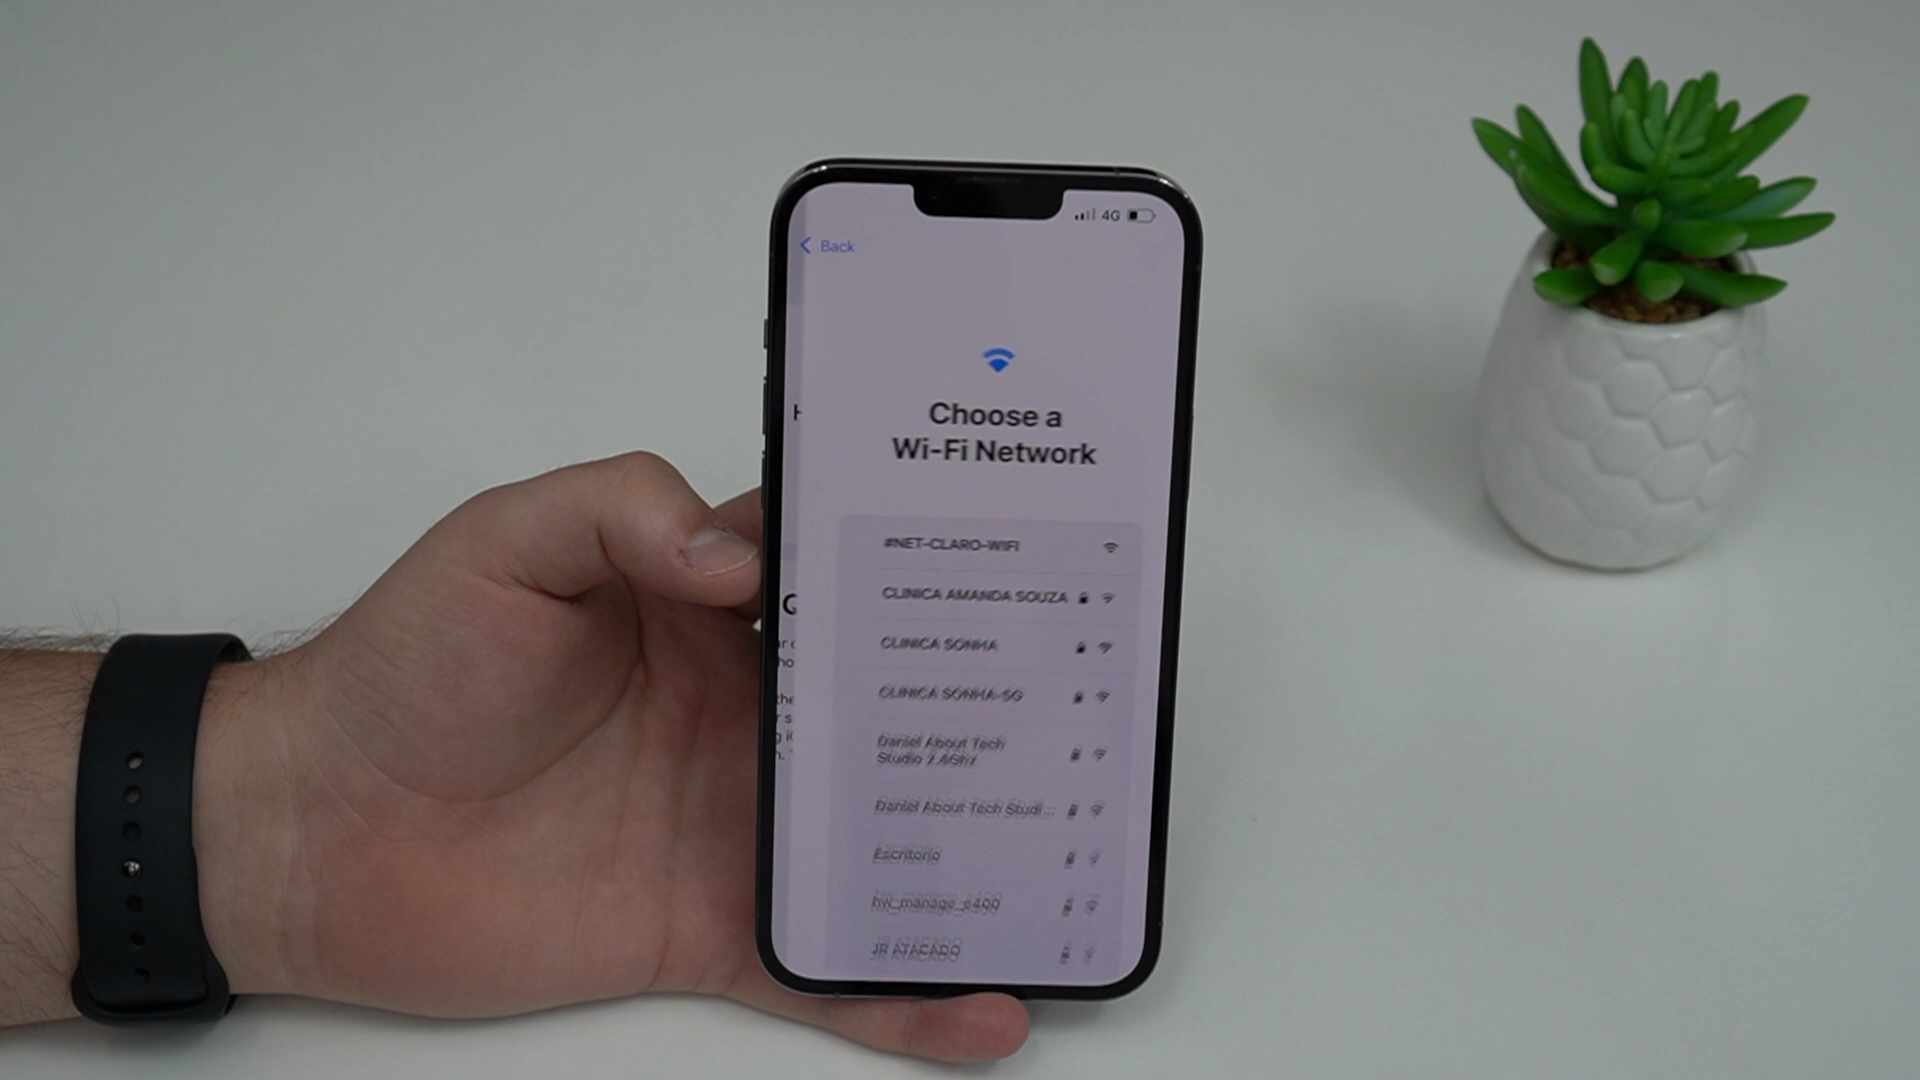 4G
Back
Choose a
Wi-Fi Network
#NET-CLARO-WIFI
CLINICA AMANDA SOUZA
CLINICA SONHA
CLINICA SONHA-5G
Daniel About Tech
Studio 2.4Ghz
Daniel About Tech Studi...
Escritorio
hw_manage_e400
JR ATACADO